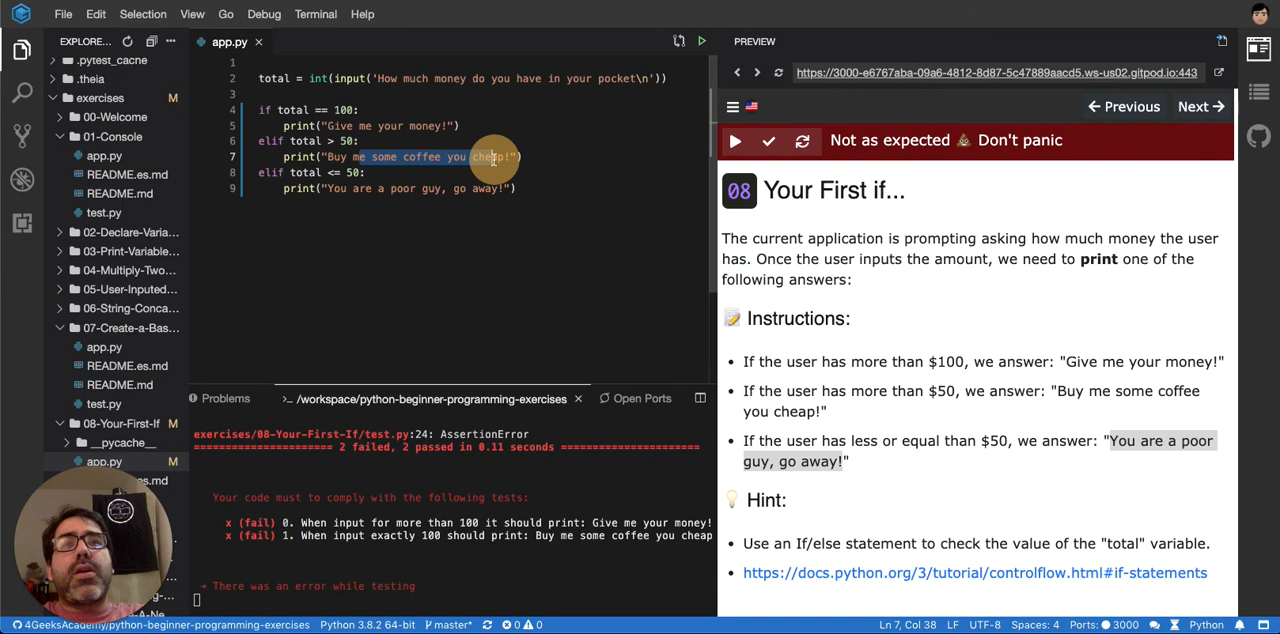 File Edit Selection View Go Debug Terminal Help
EXPLORE...
app.py
PREVIEW
.pytest_cache
.theia
exercises M
00-Welcome
01-Console
app.py
README.es.md
README.md
test.py
02-Declare-Varia...
03-Print-Variable...
04-Multiply-Two...
05-User-Inputed...
06-String-Conca...
07-Create-a-Bas...
app.py
README.es.md
README.md
test.py
08-Your-First-If M
__pycache__
app.py M
es.md
1
2 total = int(input('How much money do you have in your pocket\n'))
3
4 if total == 100:
5 print("Give me your money!")
6 elif total > 50:
7 print("Buy me some coffee you cheap!")
8 elif total <= 50:
9 print("You are a poor guy, go away!")
Problems
/workspace/python-beginner-programming-exercises
Open Ports
exercises/08-Your-First-If/test.py:24: AssertionError
==================== 2 failed, 2 passed in 0.11 seconds =====================
Your code must to comply with the following tests:
x (fail) 0. When input for more than 100 it should print: Give me your money!
x (fail) 1. When input exactly 100 should print: Buy me some coffee you cheap
There was an error while testing
https://3000-e6767aba-09a6-4812-8d87-5c47889aacd5.ws-us02.gitpod.io:443
Previous Next
Not as expected 💩 Don't panic
08 Your First if...
The current application is prompting asking how much money the user
has. Once the user inputs the amount, we need to print one of the
following answers:
📝 Instructions:
• If the user has more than $100, we answer: "Give me your money!"
• If the user has more than $50, we answer: "Buy me some coffee
you cheap!"
• If the user has less or equal than $50, we answer: "You are a poor
guy, go away!"
💡 Hint:
• Use an If/else statement to check the value of the "total" variable.
• https://docs.python.org/3/tutorial/controlflow.html#if-statements
4GeeksAcademy/python-beginner-programming-exercises Python 3.8.2 64-bit master* 0 0 Ln 7, Col 38 LF UTF-8 Spaces: 4 Ports: 3000 Python